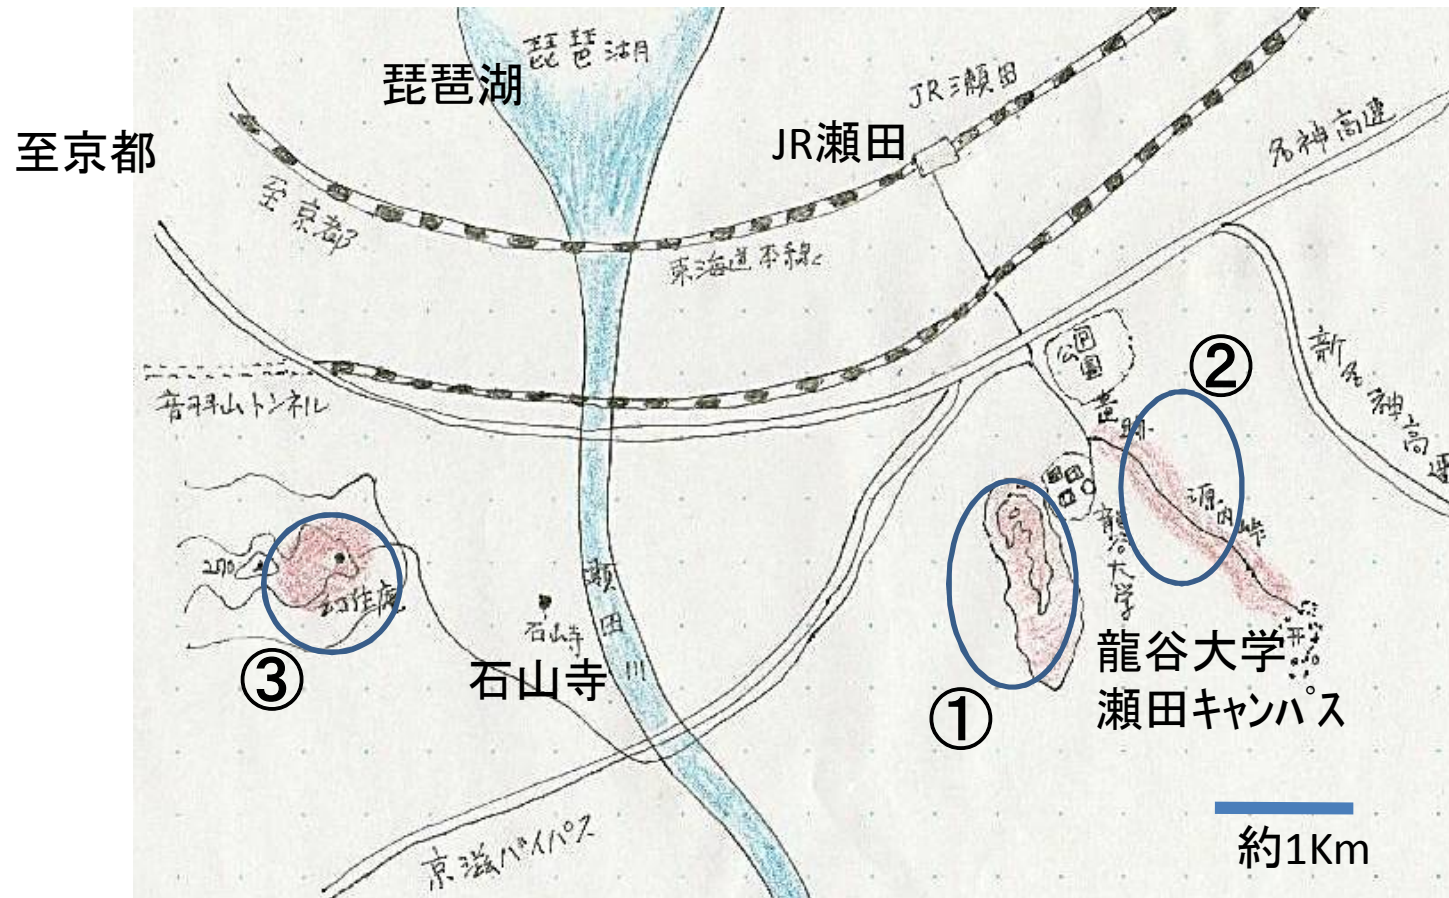 琵琶湖
琵琶湖
至京都
JR瀬田
JR瀬田
名神高速
至京都
東海道本線
公園
②
新名神高速
音羽山トンネル
源内峠
龍谷大学
270
幻住庵
瀬田川
石山寺
石山寺
③
①
龍谷大学
瀬田キャンパス
京滋バイパス
約1Km